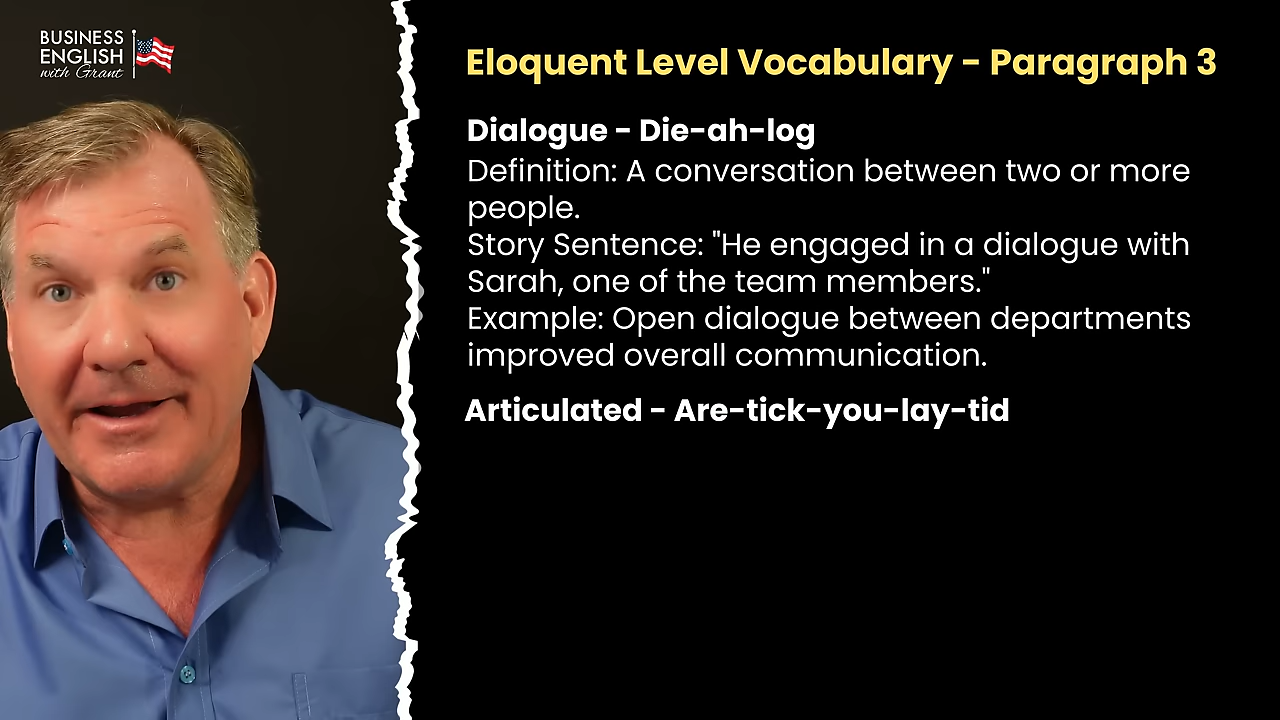 BUSINESS
ENGLISH
with Grant
Eloquent Level Vocabulary - Paragraph 3
Dialogue - Die-ah-log
Definition: A conversation between two or more
people.
Story Sentence: "He engaged in a dialogue with
Sarah, one of the team members."
Example: Open dialogue between departments
improved overall communication.
Articulated - Are-tick-you-lay-tid